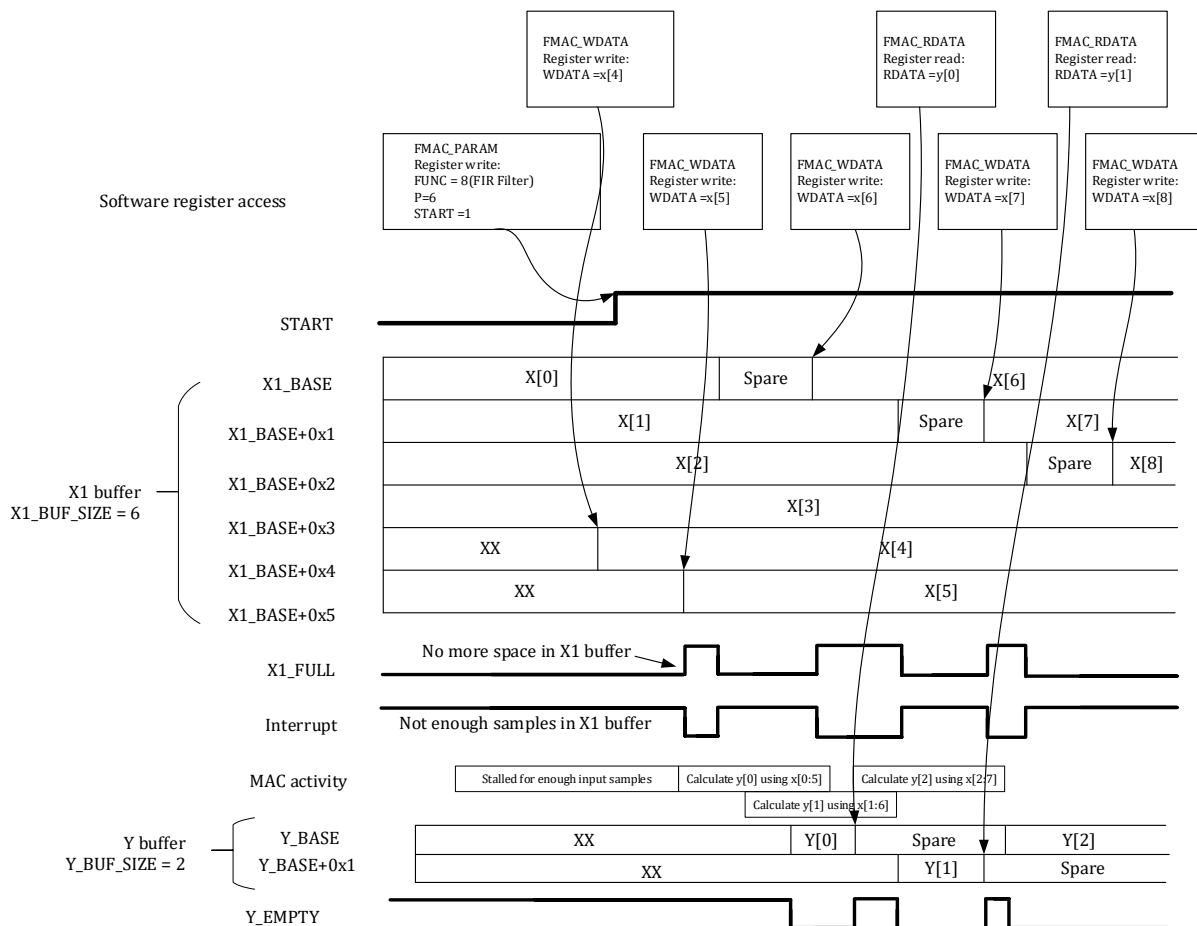 FMAC_WDATA
Register write:
WDATA =x[4]
FMAC_RDATA
Register read:
RDATA =y[0]
FMAC_RDATA
Register read:
RDATA =y[1]
Software register access
FMAC_PARAM
Register write:
FUNC = 8(FIR Filter)
P=6
START =1
FMAC_WDATA
Register write:
WDATA =x[5]
FMAC_WDATA
Register write:
WDATA =x[6]
FMAC_WDATA
Register write:
WDATA =x[7]
FMAC_WDATA
Register write:
WDATA =x[8]
START
X1_BASE
X[0]
Spare
X[6]
X1_BASE+0x1
X[1]
Spare
X[7]
X1_BASE+0x2
X[2]
Spare
X[8]
X1 buffer
X1_BUF_SIZE = 6
X1_BASE+0x3
X[3]
X1_BASE+0x4
XX
X[4]
X1_BASE+0x5
XX
X[5]
X1_FULL
No more space in X1 buffer
Interrupt
Not enough samples in X1 buffer
MAC activity
Stalled for enough input samples
Calculate y[0] using x[0:5]
Calculate y[2] using x[2:7]
Calculate y[1] using x[1:6]
Y buffer
Y_BUF_SIZE = 2
Y_BASE
XX
Y[0]
Spare
Y[2]
Y_BASE+0x1
XX
Y[1]
Spare
Y_EMPTY